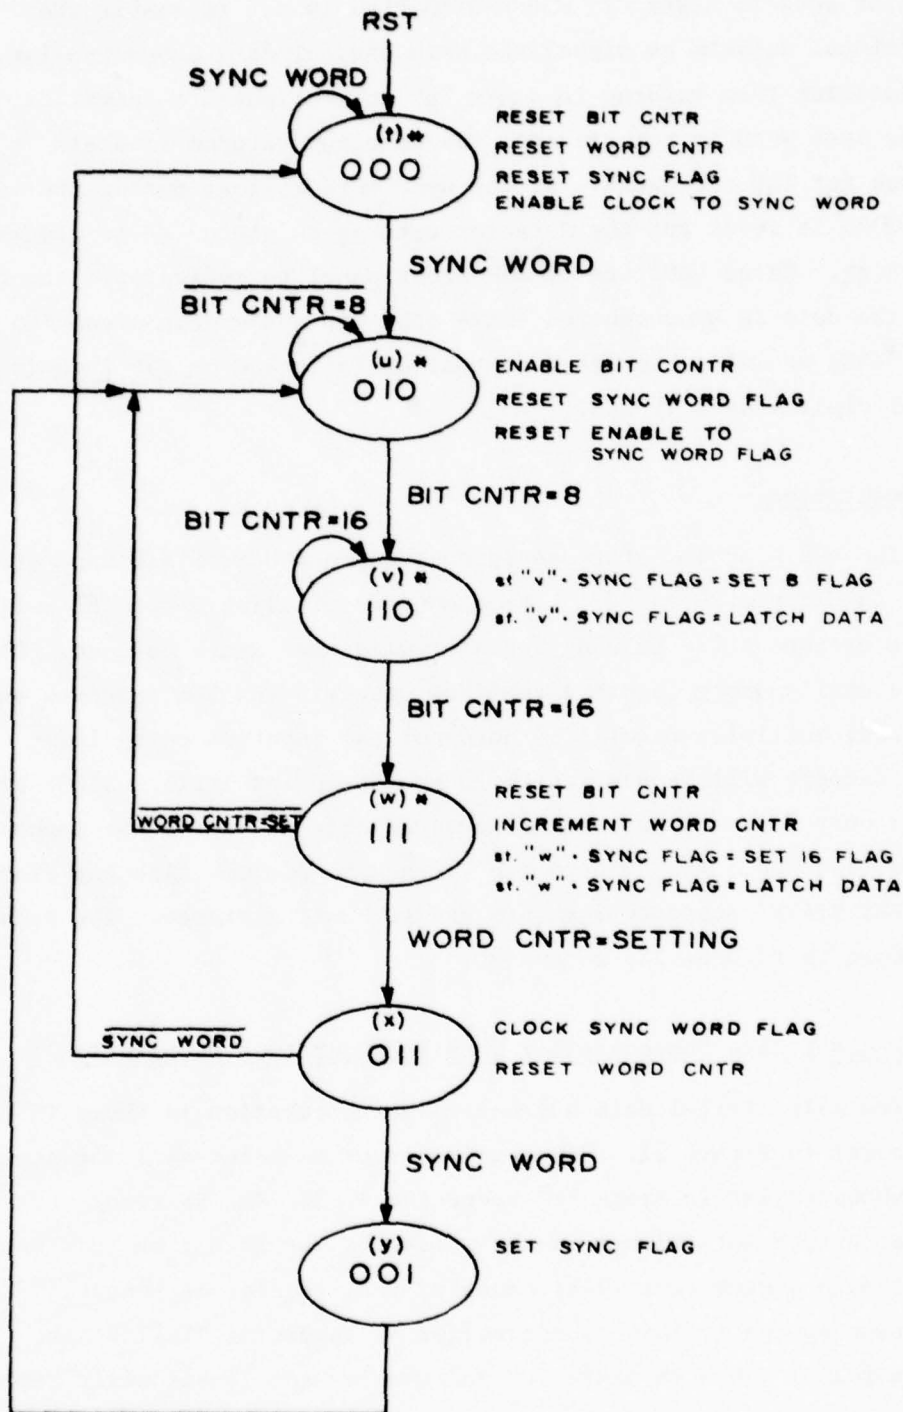 RST
SYNC WORD
(t)*
000
RESET BIT CNTR
RESET WORD CNTR
RESET SYNC FLAG
ENABLE CLOCK TO SYNC WORD
SYNC WORD
BIT CNTR=8
(u)*
010
ENABLE BIT CONTR
RESET SYNC WORD FLAG
RESET ENABLE TO
SYNC WORD FLAG
BIT CNTR=8
BIT CNTR=16
(v)*
110
st "v"· SYNC FLAG = SET 8 FLAG
st. "v"· SYNC FLAG = LATCH DATA
BIT CNTR=16
(w)*
111
RESET BIT CNTR
INCREMENT WORD CNTR
st. "w"· SYNC FLAG = SET 16 FLAG
st. "w"· SYNC FLAG = LATCH DATA
WORD CNTR=SET
WORD CNTR=SETTING
(x)
011
CLOCK SYNC WORD FLAG
RESET WORD CNTR
SYNC WORD
SYNC WORD
(y)
001
SET SYNC FLAG